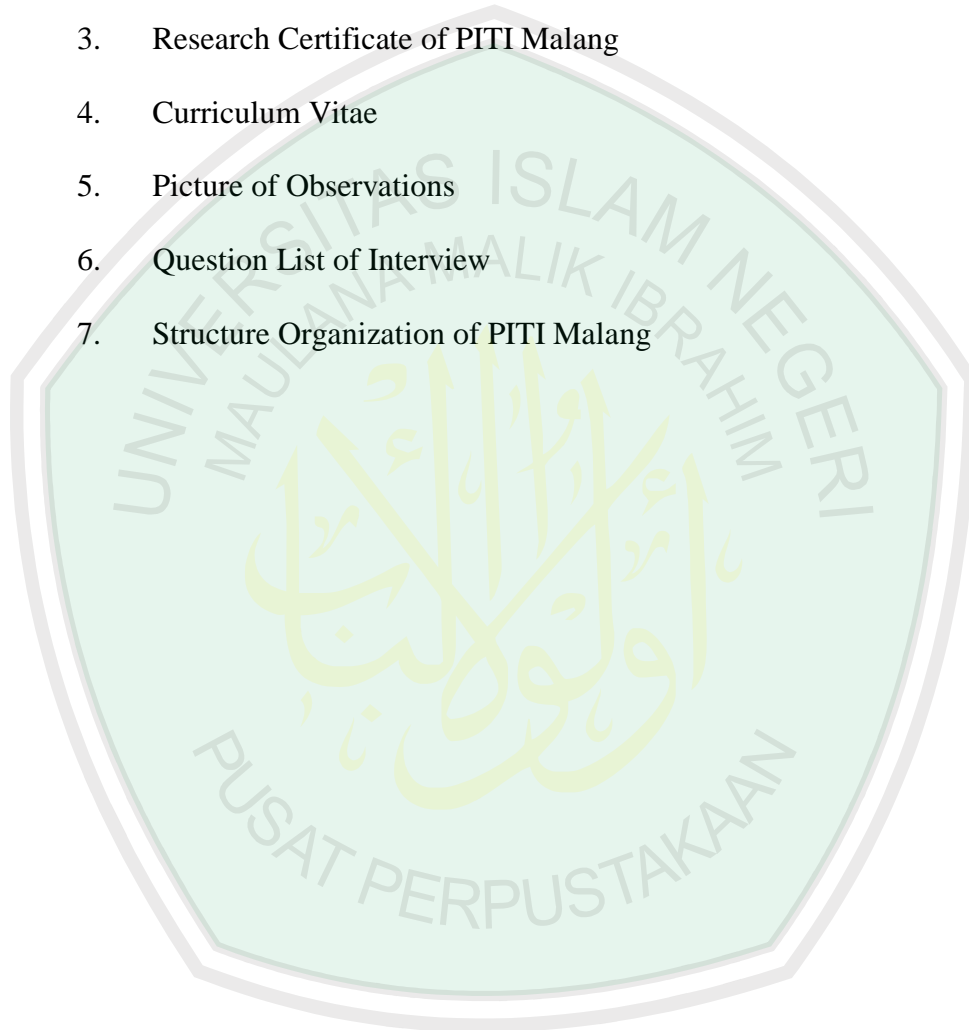 3. Research Certificate of PITI Malang
4. Curriculum Vitae
5. Picture of Observations
6. Question List of Interview
7. Structure Organization of PITI Malang
UNIVERSITAS ISLAM NEGERI
MAULANA MALIK IBRAHIM
PUSAT PERPUSTAKAAN